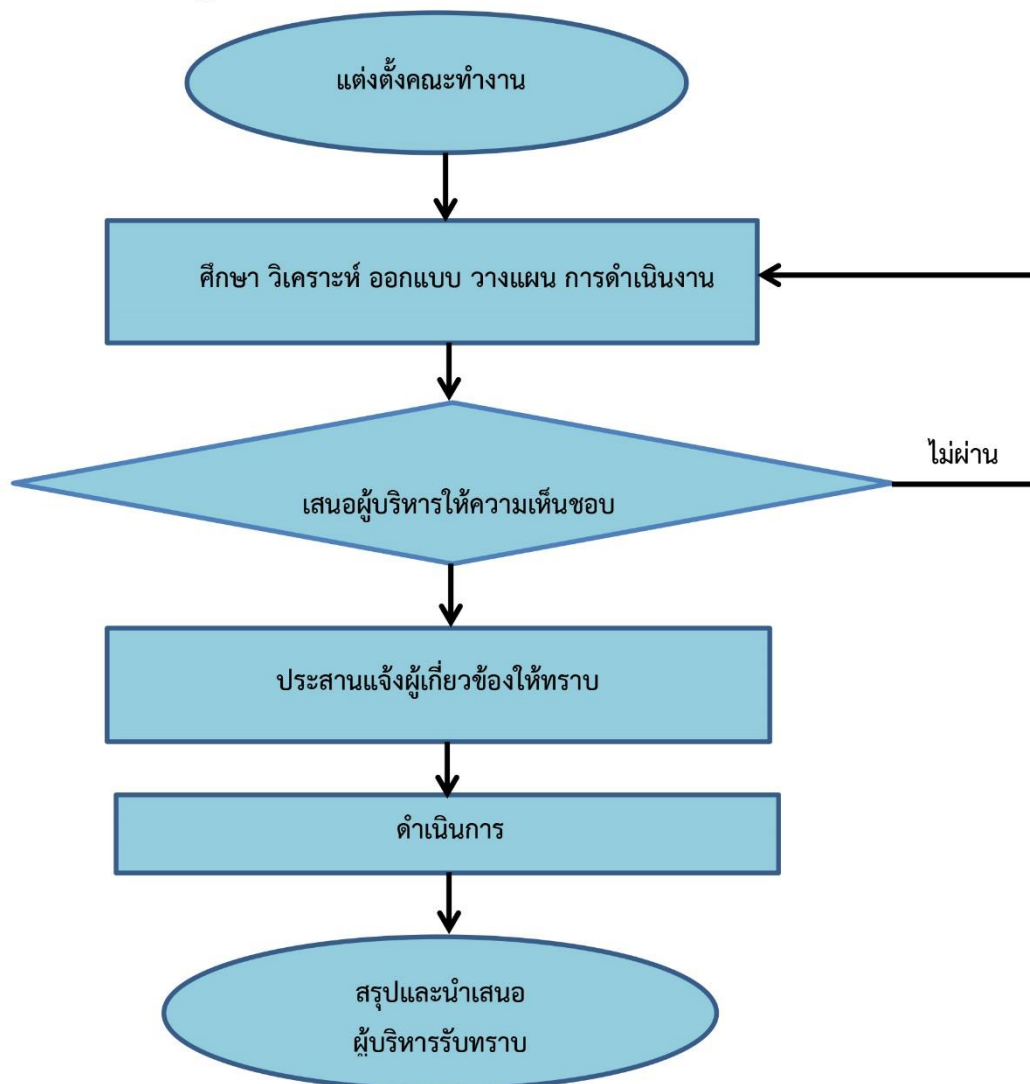 แต่งตั้งคณะทำงาน
ศึกษา วิเคราะห์ ออกแบบ วางแผน การดำเนินงาน
ไม่ผ่าน
เสนอผู้บริหารให้ความเห็นชอบ
ประสานแจ้งผู้เกี่ยวข้องให้ทราบ
ดำเนินการ
สรุปและนำเสนอ
ผู้บริหารรับทราบ